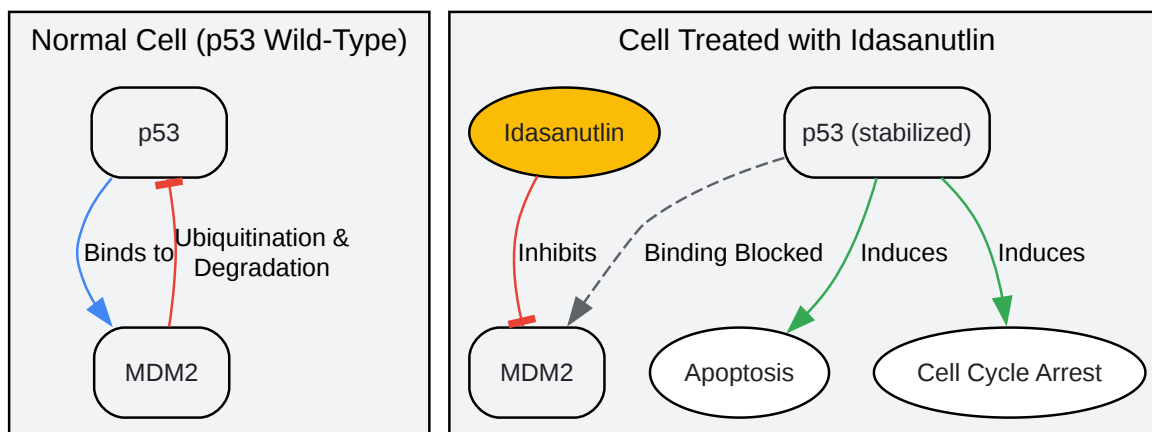 Normal Cell (p53 Wild-Type)
p53
Binds to
Ubiquitination &
Degradation
MDM2
Cell Treated with Idasanutlin
Idasanutlin
p53 (stabilized)
Inhibits
Binding Blocked
Induces
Induces
MDM2
Apoptosis
Cell Cycle Arrest